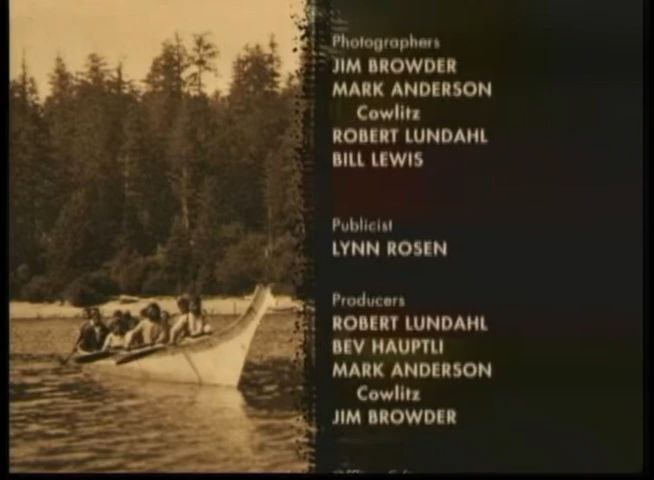 Photographers
JIM BROWDER
MARK ANDERSON
Cowlitz
ROBERT LUNDAHL
BILL LEWIS
Publicist
LYNN ROSEN
Producers
ROBERT LUNDAHL
BEV HAUPTLI
MARK ANDERSON
Cowlitz
JIM BROWDER